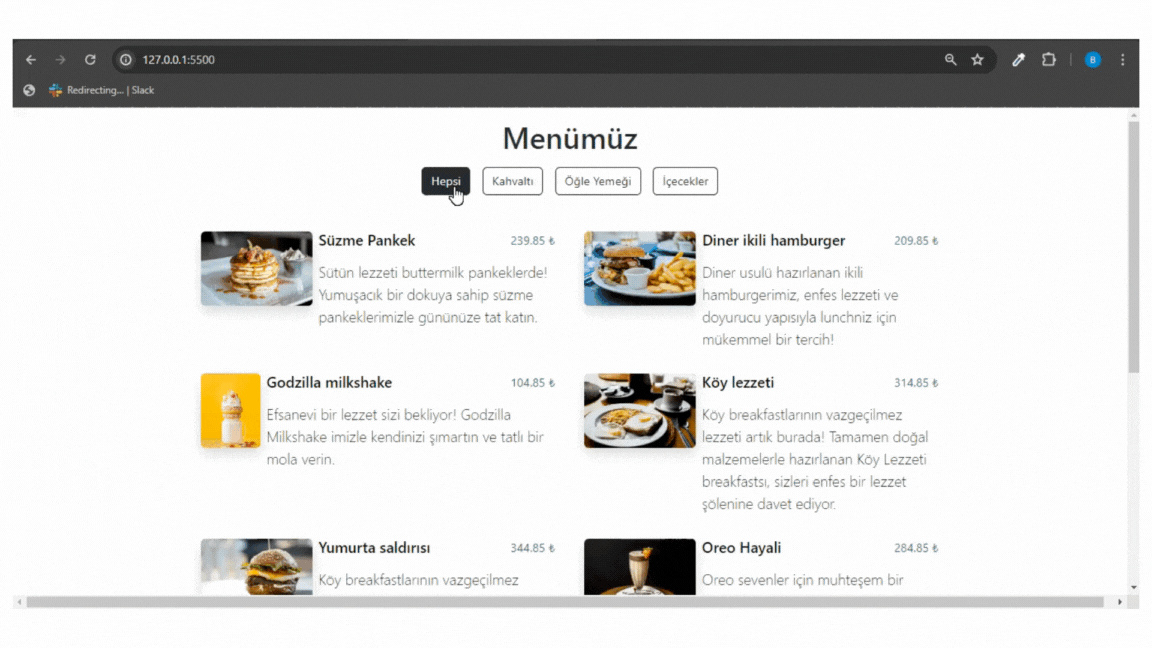 127.0.0.1:5500
B
Redirecting... | Slack
Menümüz
Hepsi
Kahvaltı
Öğle Yemeği
İçecekler
Süzme Pankek 239.85 ₺
Sütün lezzeti buttermilk pankeklerde!
Yumuşacık bir dokuya sahip süzme
pankeklerimizle gününüze tat katın.
Diner ikili hamburger 209.85 ₺
Diner usulü hazırlanan ikili
hamburgerimiz, enfes lezzeti ve
doyurucu yapısıyla lunchniz için
mükemmel bir tercih!
Godzilla milkshake 104.85 ₺
Efsanevi bir lezzet sizi bekliyor! Godzilla
Milkshake imizle kendinizi şımartın ve tatlı bir
mola verin.
Köy lezzeti 314.85 ₺
Köy breakfastlarının vazgeçilmez
lezzeti artık burada! Tamamen doğal
malzemelerle hazırlanan Köy Lezzeti
breakfastsı, sizleri enfes bir lezzet
şölenine davet ediyor.
Yumurta saldırısı 344.85 ₺
Köy breakfastlarının vazgeçilmez
Oreo Hayali 284.85 ₺
Oreo sevenler için muhteşem bir